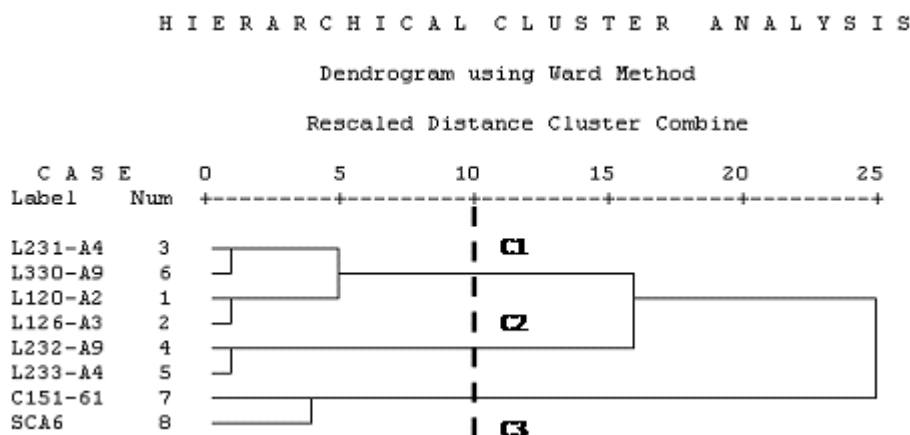 H I E R A R C H I C A L C L U S T E R A N A L Y S I S
Dendrogram using Ward Method
Rescaled Distance Cluster Combine
C A S E 0 5 10 15 20 25
Label Num
L231-A4 3 C1
L330-A9 6
L120-A2 1
L126-A3 2 C2
L232-A9 4
L233-A4 5
C151-61 7
SCA6 8 C3